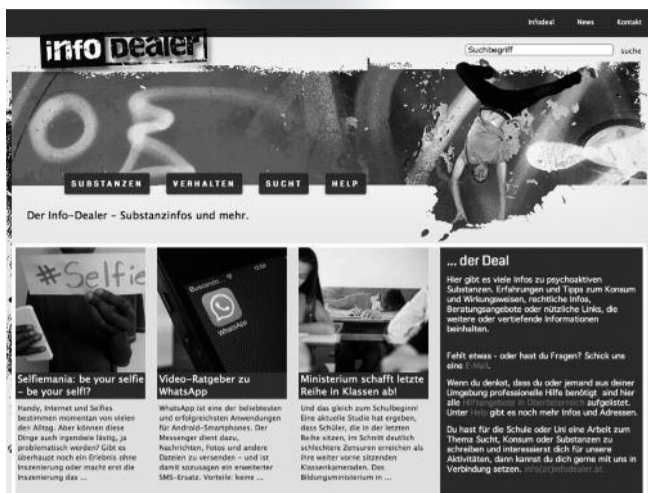 Infodeal News Kontakt
info DEALER
Suchbegriff suche
SUBSTANZEN VERHALTEN SUCHT HELP
Der Info-Dealer – Substanzinfos und mehr.
#Selfie
Buscando...
WhatsApp
Selfiemania: be your selfie
– be your self!?
Handy, Internet und Selfies
bestimmen momentan von vielen
den Alltag. Aber können diese
Dinge auch irgendwie lästig, ja
problematisch werden? Gibt es
überhaupt noch ein Erlebnis ohne
Inszenierung oder macht erst die
Inszenierung das ...
Video-Ratgeber zu
WhatsApp
WhatsApp ist eine der beliebtesten
und erfolgreichsten Anwendungen
für Android-Smartphones. Der
Messenger dient dazu,
Nachrichten, Fotos und andere
Dateien zu versenden – und ist
damit sozusagen ein erweiterter
SMS-Ersatz. Vorteile: keine ...
Ministerium schafft letzte
Reihe in Klassen ab!
Und das gleich zum Schulbeginn!
Eine aktuelle Studie hat ergeben,
dass Schüler, die in der letzten
Reihe sitzen, im Schnitt deutlich
schlechtere Zensuren erreichen als
ihre weiter vorne sitzenden
Klassenkameraden. Das
Bildungsministerium in ...
... der Deal
Hier gibt es viele Infos zu psychoaktiven
Substanzen. Erfahrungen und Tipps zum Konsum
und Wirkungsweisen, rechtliche Infos,
Beratungsangebote oder nützliche Links, die
weitere oder vertiefende Informationen
beinhalten.
Fehlt etwas - oder hast du Fragen? Schick uns
eine E-Mail.
Wenn du denkst, dass du oder jemand aus deiner
Umgebung professionelle Hilfe benötigt sind hier
alle Hilfsangebote in Oberösterreich aufgelistet.
Unter Help gibt es noch mehr Infos und Adressen.
Du hast für die Schule oder Uni eine Arbeit zum
Thema Sucht, Konsum oder Substanzen zu
schreiben und interessierst dich für unsere
Aktivitäten, dann kannst du dich gerne mit uns in
Verbindung setzen. info(at)infodealer.at